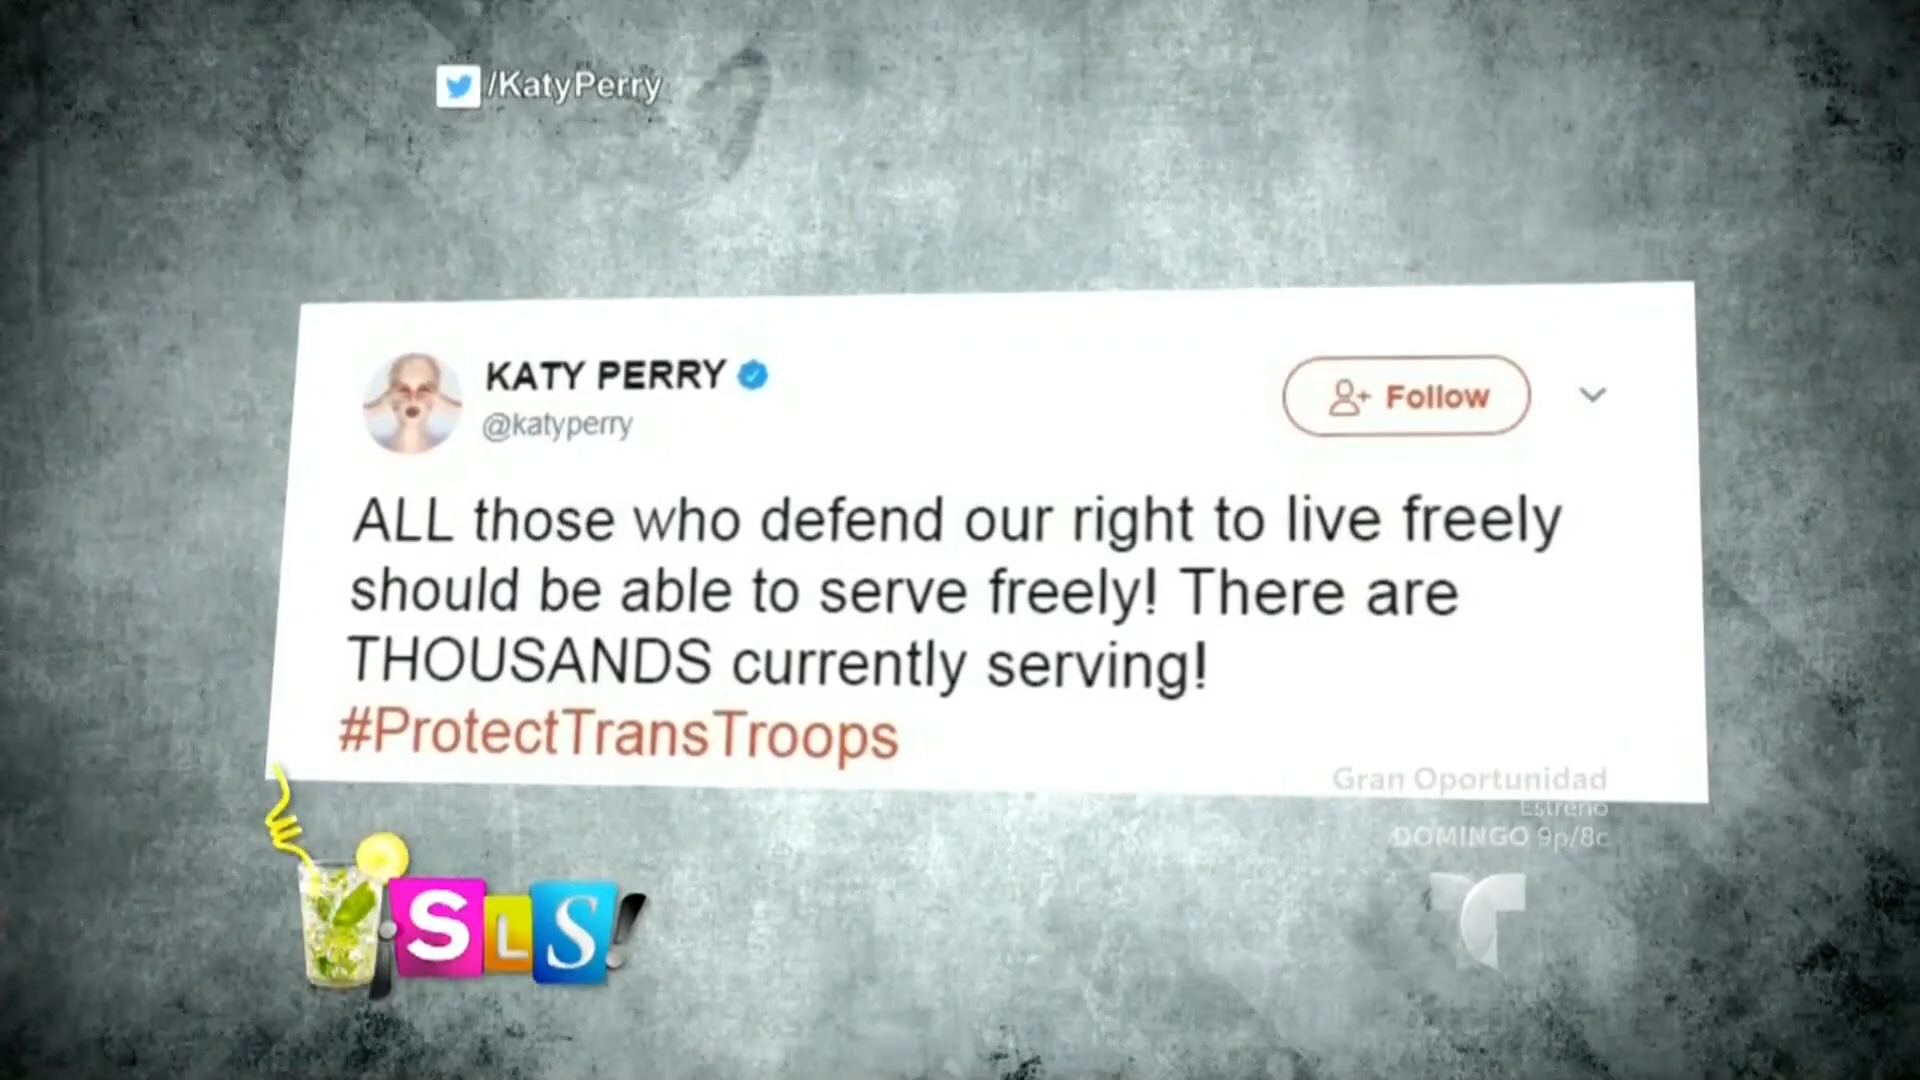 /KatyPerry
KATY PERRY
@katyperry
Follow
ALL those who defend our right to live freely
should be able to serve freely! There are
THOUSANDS currently serving!
#ProtectTransTroops
Gran Oportunidad
Estreno
DOMINGO 9p/8c
¡SLS!